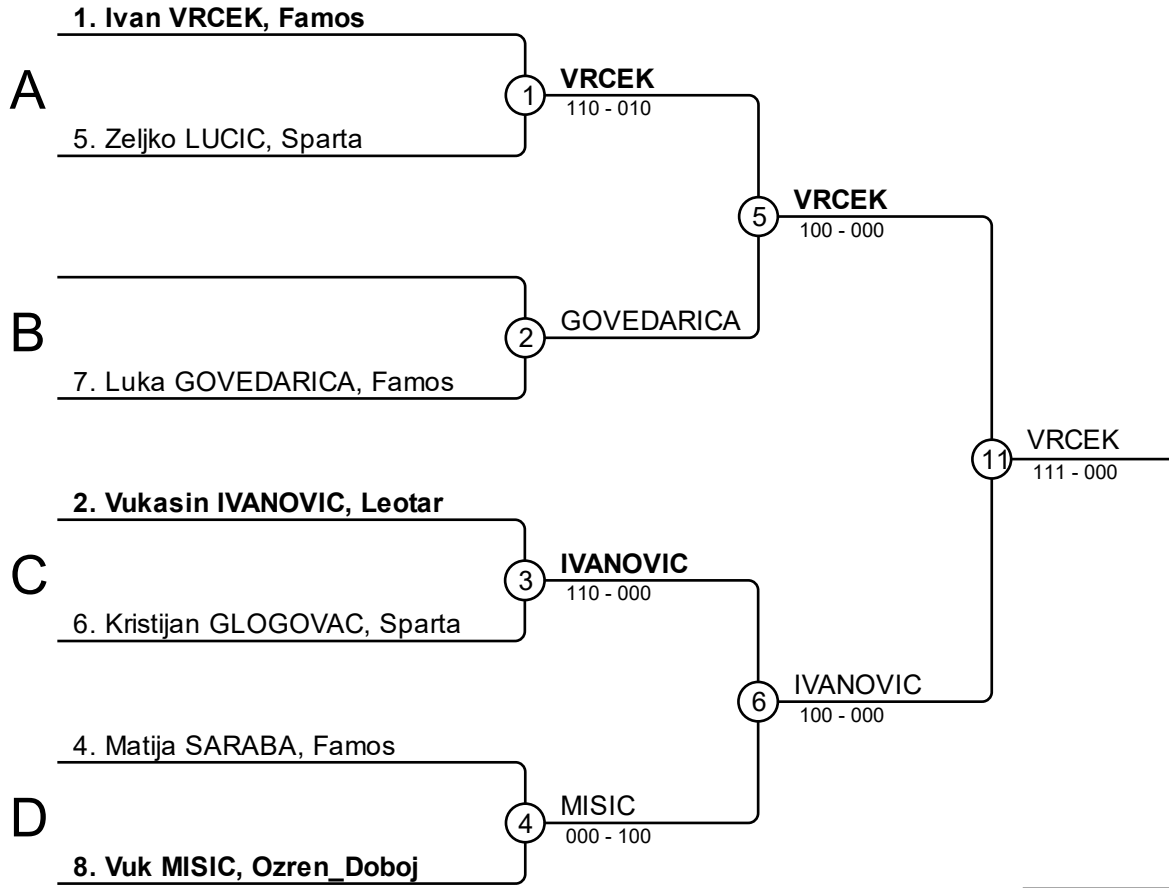 1. Ivan VRCEK, Famos
A
1
VRCEK
110 - 010
5. Zeljko LUCIC, Sparta
5
VRCEK
100 - 000
B
2
GOVEDARICA
7. Luka GOVEDARICA, Famos
11
VRCEK
111 - 000
2. Vukasin IVANOVIC, Leotar
C
3
IVANOVIC
110 - 000
6. Kristijan GLOGOVAC, Sparta
6
IVANOVIC
100 - 000
4. Matija SARABA, Famos
D
4
MISIC
000 - 100
8. Vuk MISIC, Ozren_Doboj